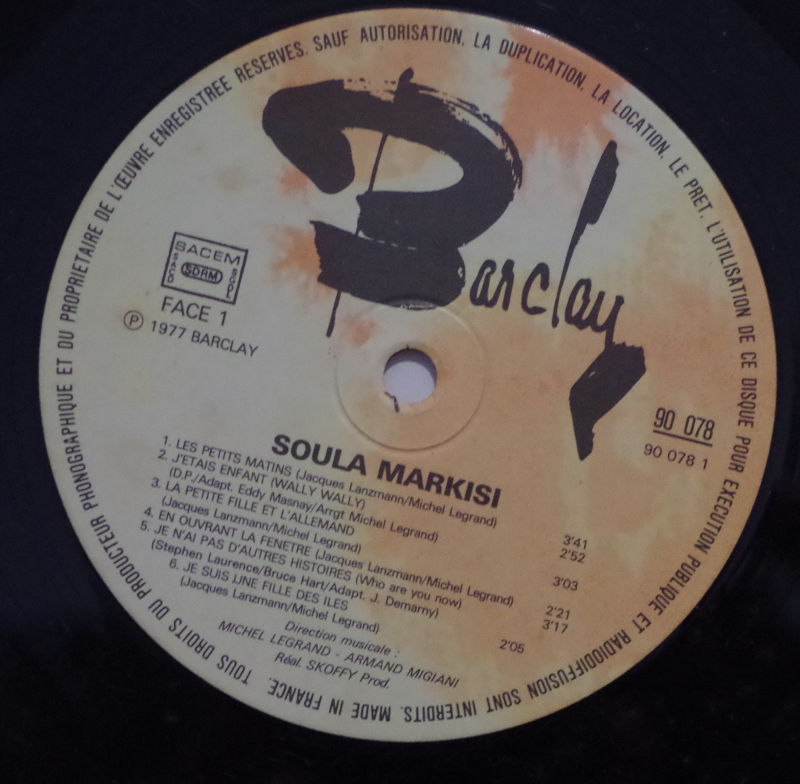 TOUS DROITS DU PRODUCTEUR PHONOGRAPHIQUE ET DU PROPRIETAIRE DE L'ŒUVRE ENREGISTREE RESERVES. SAUF AUTORISATION. LA DUPLICATION. LA LOCATION. LE PRET. L'UTILISATION DE CE DISQUE POUR EXECUTION PUBLIQUE ET RADIODIFFUSION SONT INTERDITS. MADE IN FRANCE.
Barclay
SACEM
SACD SDRM SGDL
FACE 1
Ⓟ 1977 BARCLAY
90 078
90 078 1
SOULA MARKISI
1. LES PETITS MATINS (Jacques Lanzmann/Michel Legrand) 3'41
2. J'ETAIS ENFANT (WALLY WALLY)
(D.P./Adapt. Eddy Masnay/Arrgt Michel Legrand) 2'52
3. LA PETITE FILLE ET L'ALLEMAND
(Jacques Lanzmann/Michel Legrand) 3'03
4. EN OUVRANT LA FENETRE (Jacques Lanzmann/Michel Legrand) 2'21
5. JE N'AI PAS D'AUTRES HISTOIRES (Who are you now)
(Stephen Laurence/Bruce Hart/Adapt. J. Demarny) 3'17
6. JE SUIS UNE FILLE DES ILES
(Jacques Lanzmann/Michel Legrand) 2'05
Direction musicale :
MICHEL LEGRAND - ARMAND MIGIANI
Réal. SKOFFY Prod.